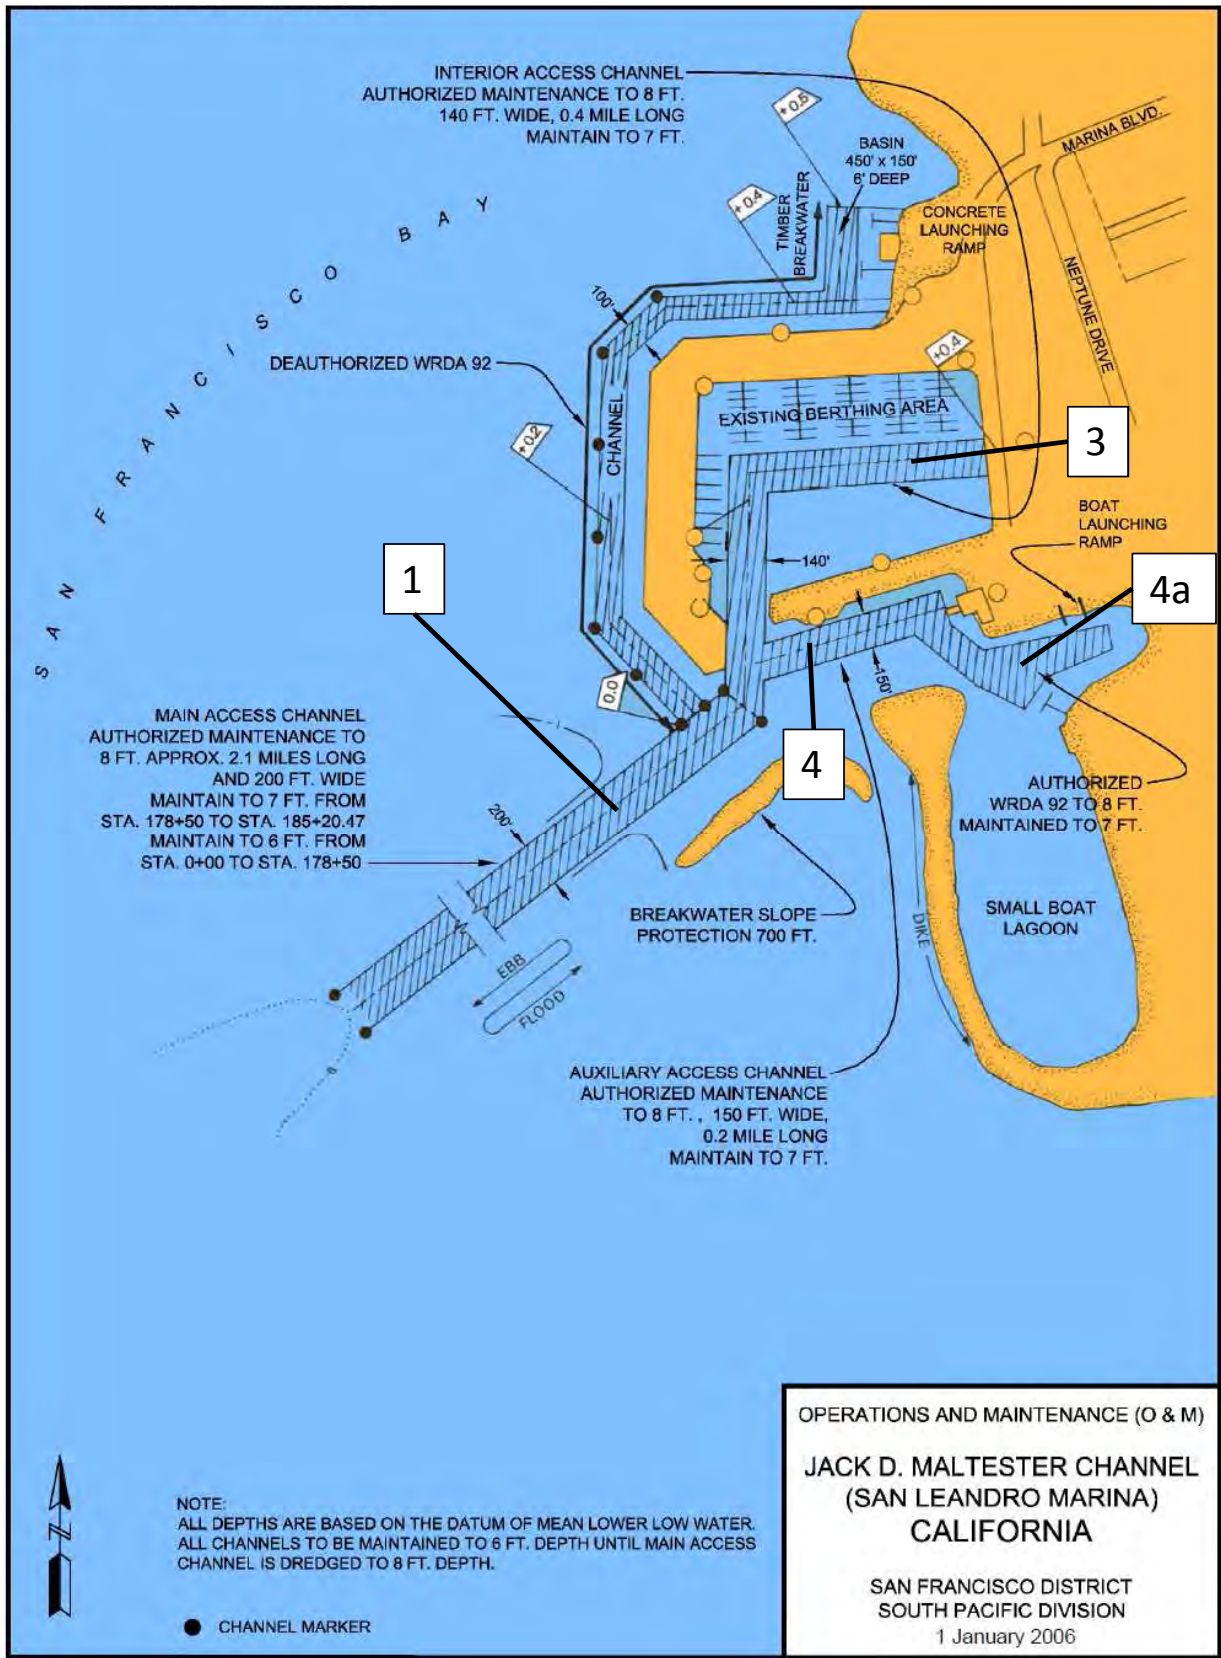 INTERIOR ACCESS CHANNEL
AUTHORIZED MAINTENANCE TO 8 FT.
140 FT. WIDE, 0.4 MILE LONG
MAINTAIN TO 7 FT.
+0.5
BASIN
450' x 150'
6' DEEP
MARINA BLVD.
+0.4
TIMBER
BREAKWATER
CONCRETE
LAUNCHING
RAMP
SAN FRANCISCO BAY
NEPTUNE DRIVE
100'
DEAUTHORIZED WRDA 92
+0.4
CHANNEL
EXISTING BERTHING AREA
+0.2
3
BOAT
LAUNCHING
RAMP
140'
1
4a
150'
0.0
MAIN ACCESS CHANNEL
AUTHORIZED MAINTENANCE TO
8 FT. APPROX. 2.1 MILES LONG
AND 200 FT. WIDE
MAINTAIN TO 7 FT. FROM
STA. 178+50 TO STA. 185+20.47
MAINTAIN TO 6 FT. FROM
STA. 0+00 TO STA. 178+50
4
AUTHORIZED
WRDA 92 TO 8 FT.
MAINTAINED TO 7 FT.
200'
BREAKWATER SLOPE
PROTECTION 700 FT.
DIKE
SMALL BOAT
LAGOON
EBB
FLOOD
AUXILIARY ACCESS CHANNEL
AUTHORIZED MAINTENANCE
TO 8 FT. , 150 FT. WIDE,
0.2 MILE LONG
MAINTAIN TO 7 FT.
N
NOTE:
ALL DEPTHS ARE BASED ON THE DATUM OF MEAN LOWER LOW WATER.
ALL CHANNELS TO BE MAINTAINED TO 6 FT. DEPTH UNTIL MAIN ACCESS
CHANNEL IS DREDGED TO 8 FT. DEPTH.
CHANNEL MARKER
OPERATIONS AND MAINTENANCE (O & M)
JACK D. MALTESTER CHANNEL
(SAN LEANDRO MARINA)
CALIFORNIA
SAN FRANCISCO DISTRICT
SOUTH PACIFIC DIVISION
1 January 2006